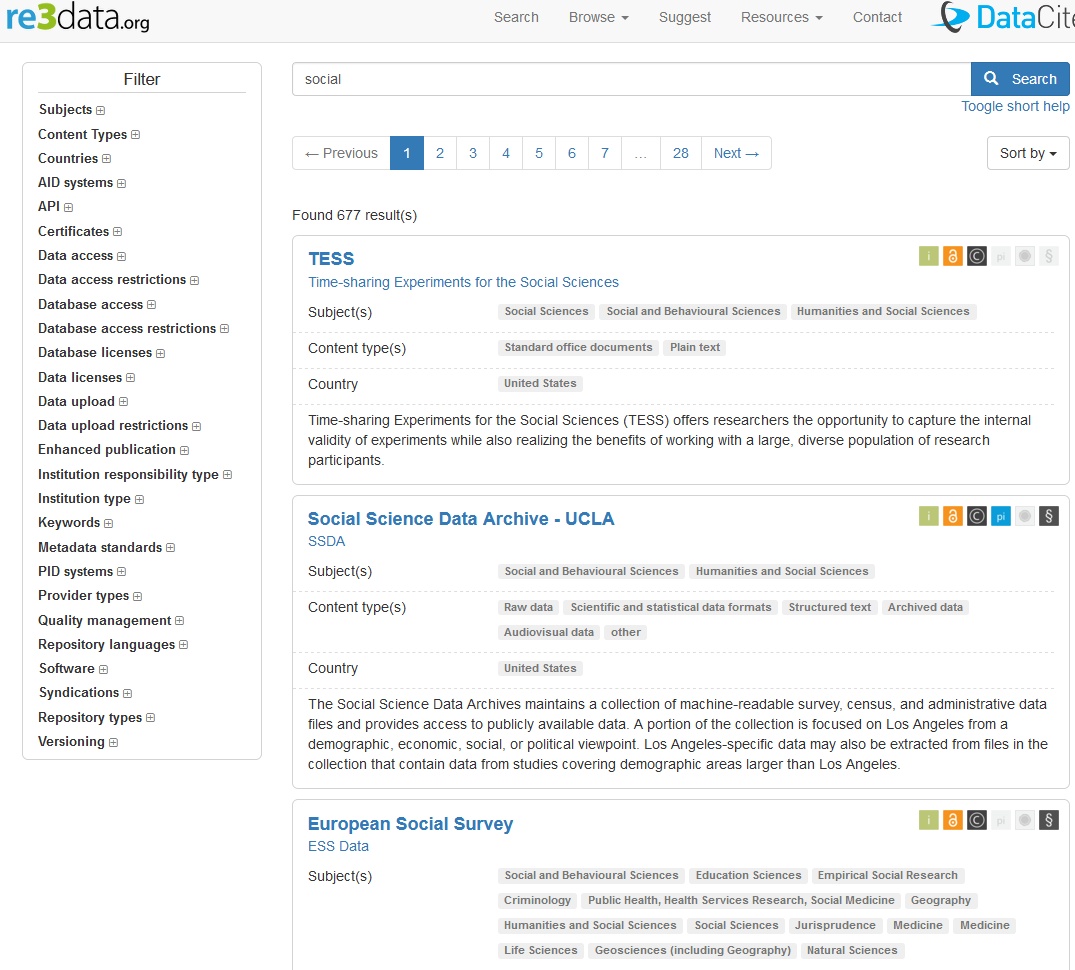 re3data.org
Search Browse Suggest Resources Contact DataCite
Filter
Subjects
Content Types
Countries
AID systems
API
Certificates
Data access
Data access restrictions
Database access
Database access restrictions
Database licenses
Data licenses
Data upload
Data upload restrictions
Enhanced publication
Institution responsibility type
Institution type
Keywords
Metadata standards
PID systems
Provider types
Quality management
Repository languages
Software
Syndications
Repository types
Versioning
social Search
Toogle short help
← Previous 1 2 3 4 5 6 7 … 28 Next → Sort by
Found 677 result(s)
TESS i © pi §
Time-sharing Experiments for the Social Sciences
Subject(s) Social Sciences Social and Behavioural Sciences Humanities and Social Sciences
Content type(s) Standard office documents Plain text
Country United States
Time-sharing Experiments for the Social Sciences (TESS) offers researchers the opportunity to capture the internal
validity of experiments while also realizing the benefits of working with a large, diverse population of research
participants.
Social Science Data Archive - UCLA i © pi §
SSDA
Subject(s) Social and Behavioural Sciences Humanities and Social Sciences
Content type(s) Raw data Scientific and statistical data formats Structured text Archived data
Audiovisual data other
Country United States
The Social Science Data Archives maintains a collection of machine-readable survey, census, and administrative data
files and provides access to publicly available data. A portion of the collection is focused on Los Angeles from a
demographic, economic, social, or political viewpoint. Los Angeles-specific data may also be extracted from files in the
collection that contain data from studies covering demographic areas larger than Los Angeles.
European Social Survey i © pi §
ESS Data
Subject(s) Social and Behavioural Sciences Education Sciences Empirical Social Research
Criminology Public Health, Health Services Research, Social Medicine Geography
Humanities and Social Sciences Social Sciences Jurisprudence Medicine Medicine
Life Sciences Geosciences (including Geography) Natural Sciences